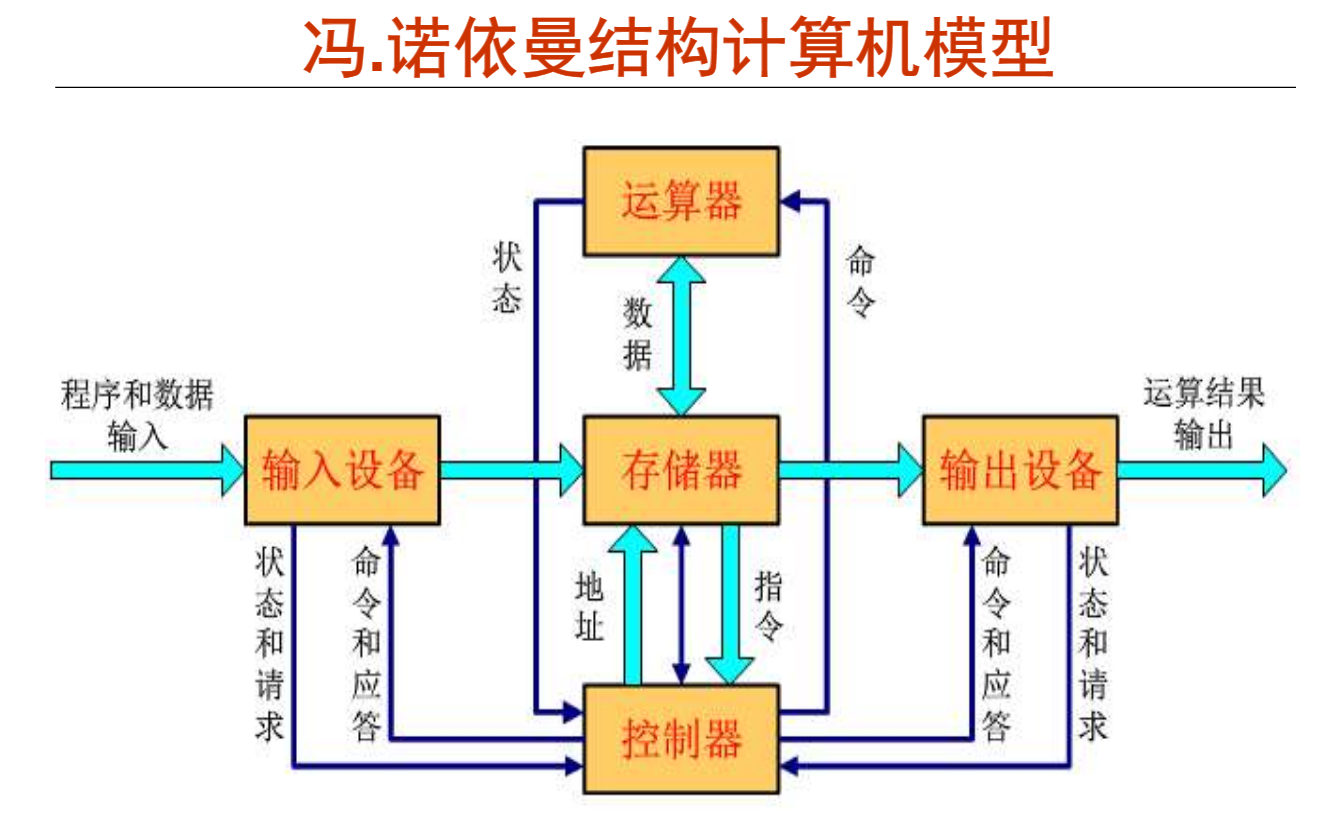 冯.诺依曼结构计算机模型
运算器
状态
命令
数据
程序和数据
输入
运算结果
输出
输入设备
存储器
输出设备
状态和请求
命令和应答
地址
指令
命令和应答
状态和请求
控制器